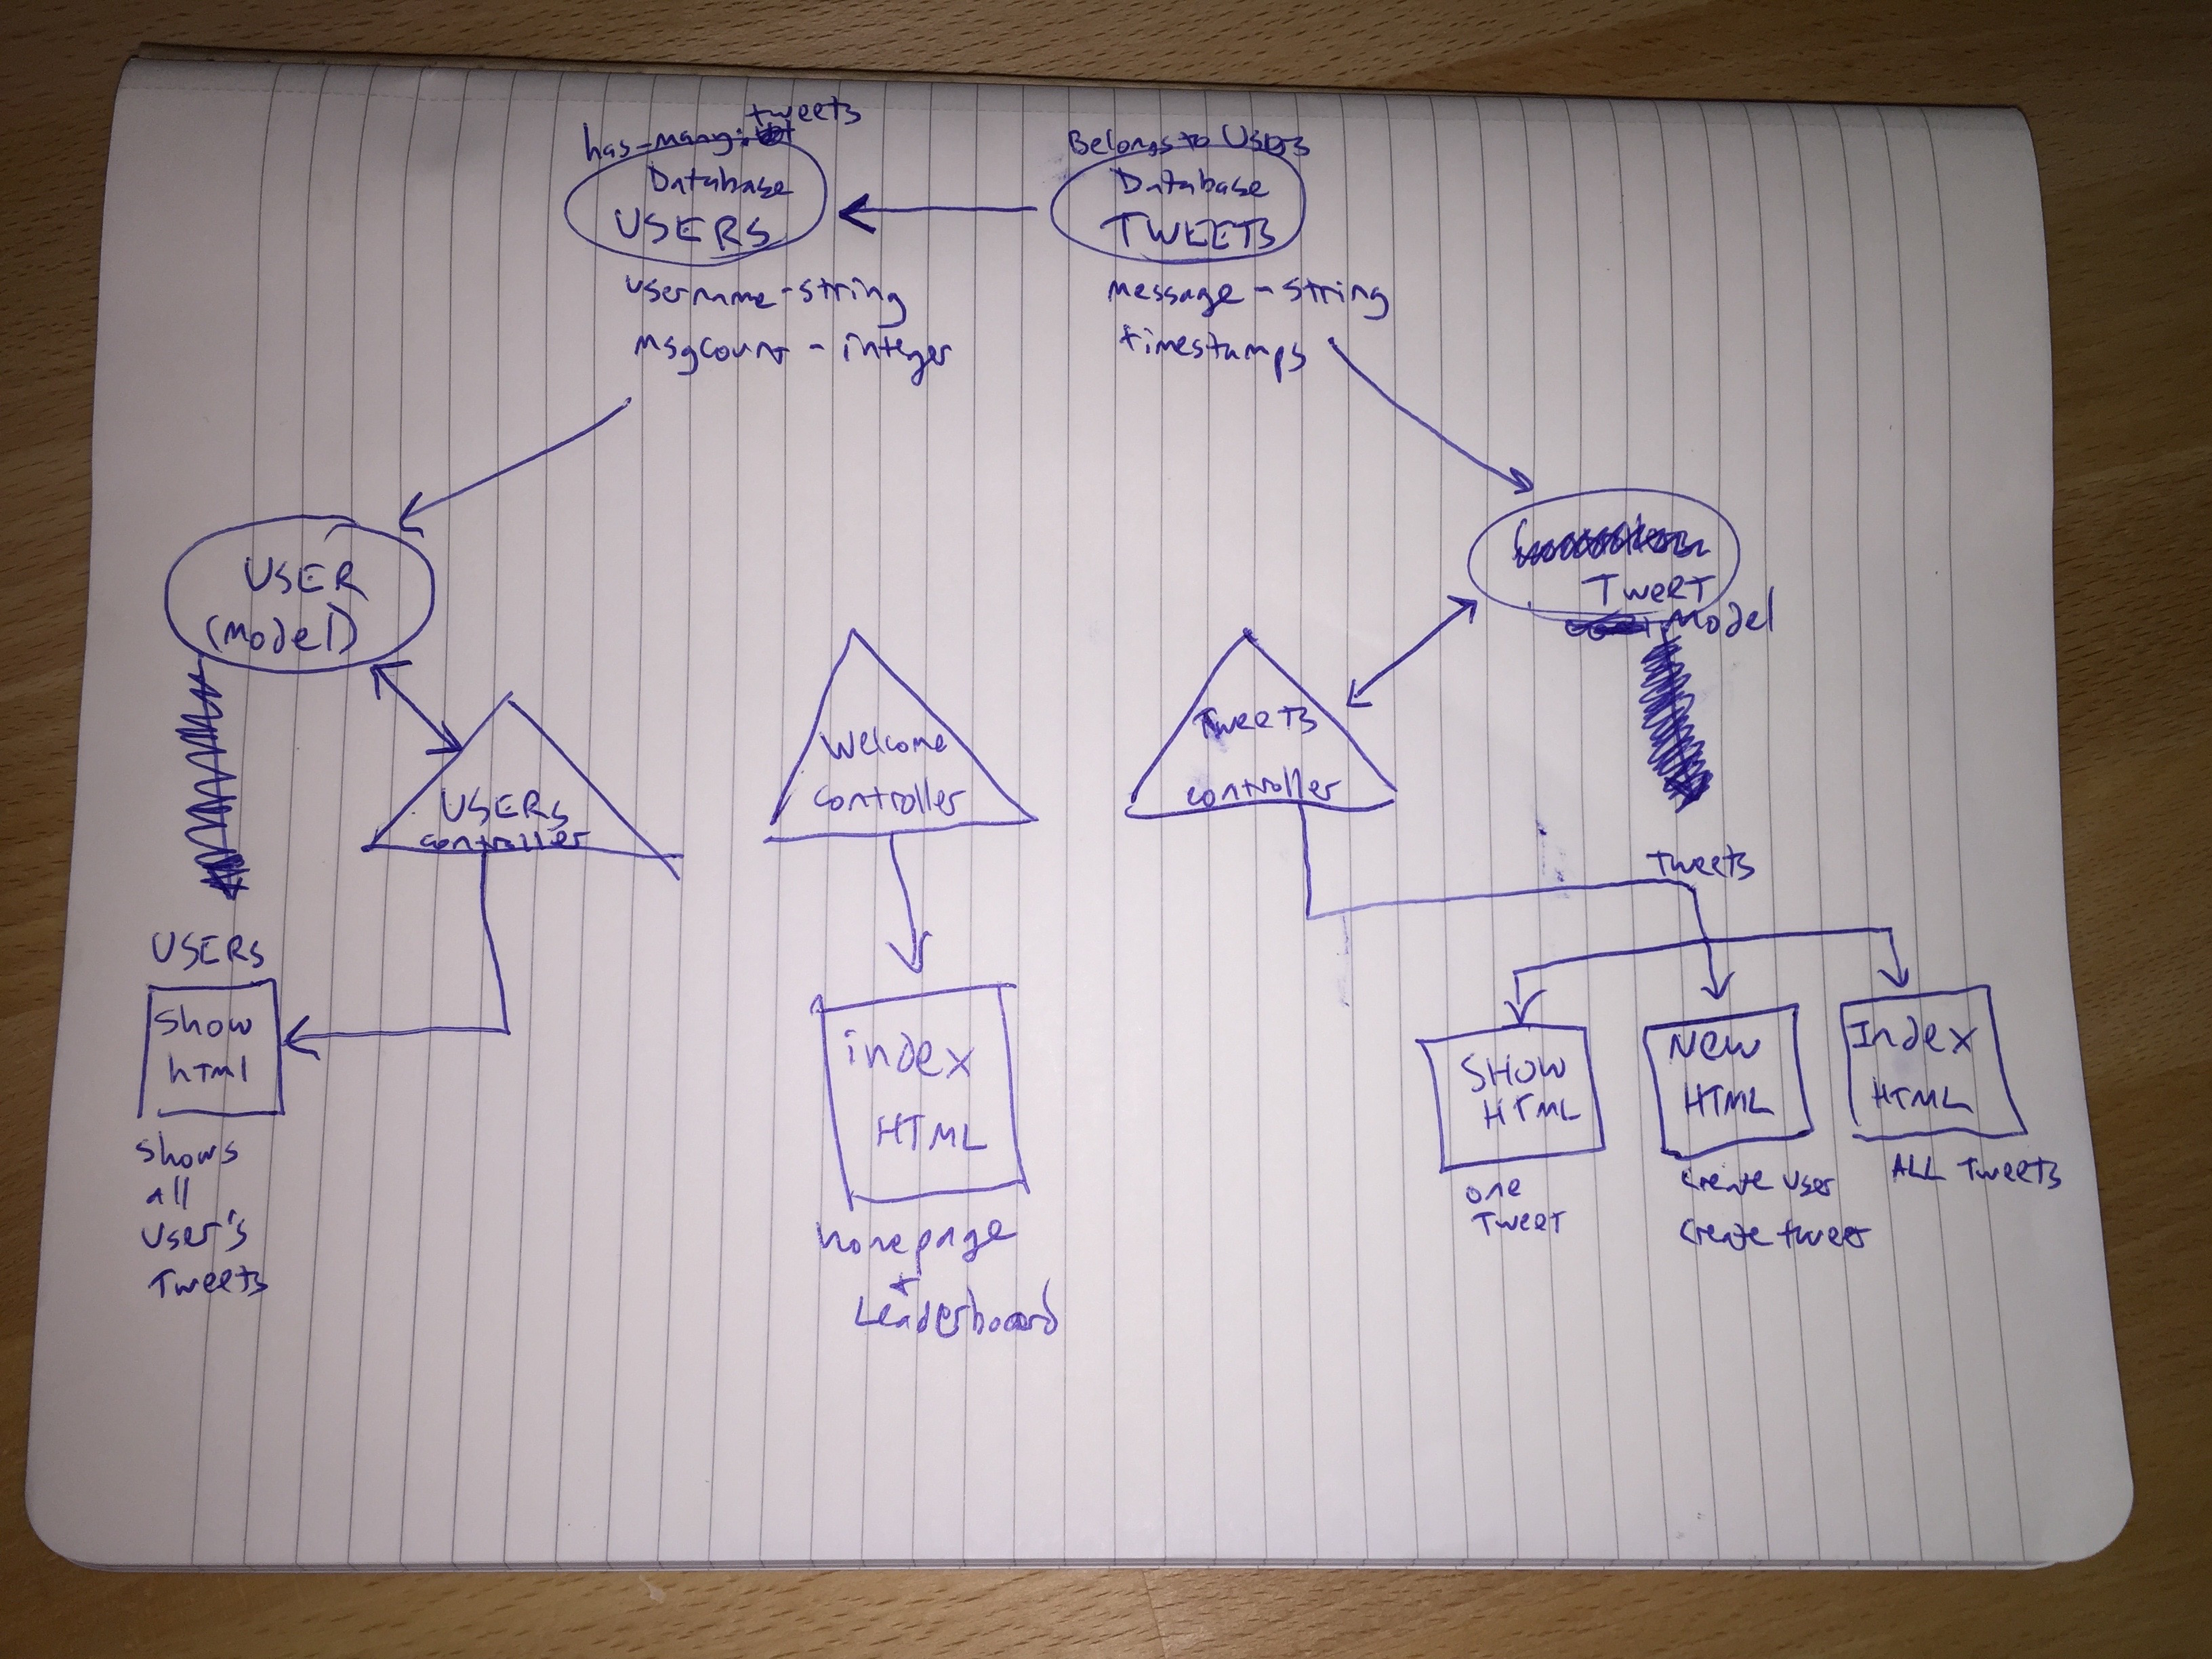 tweets
has-many:
Database
USERS
username - string
msgcount - integer
Belongs to Users
Database
TWEETS
message - string
timestamps
USER
(model)
Tweet
Model
USERS
controller
Welcome
controller
Tweets
controller
USERS
Show
html
shows
all
User's
Tweets
index
HTML
homepage
+
Leaderboard
Tweets
SHOW
HTML
one
Tweet
New
HTML
create user
create tweet
Index
HTML
ALL Tweets